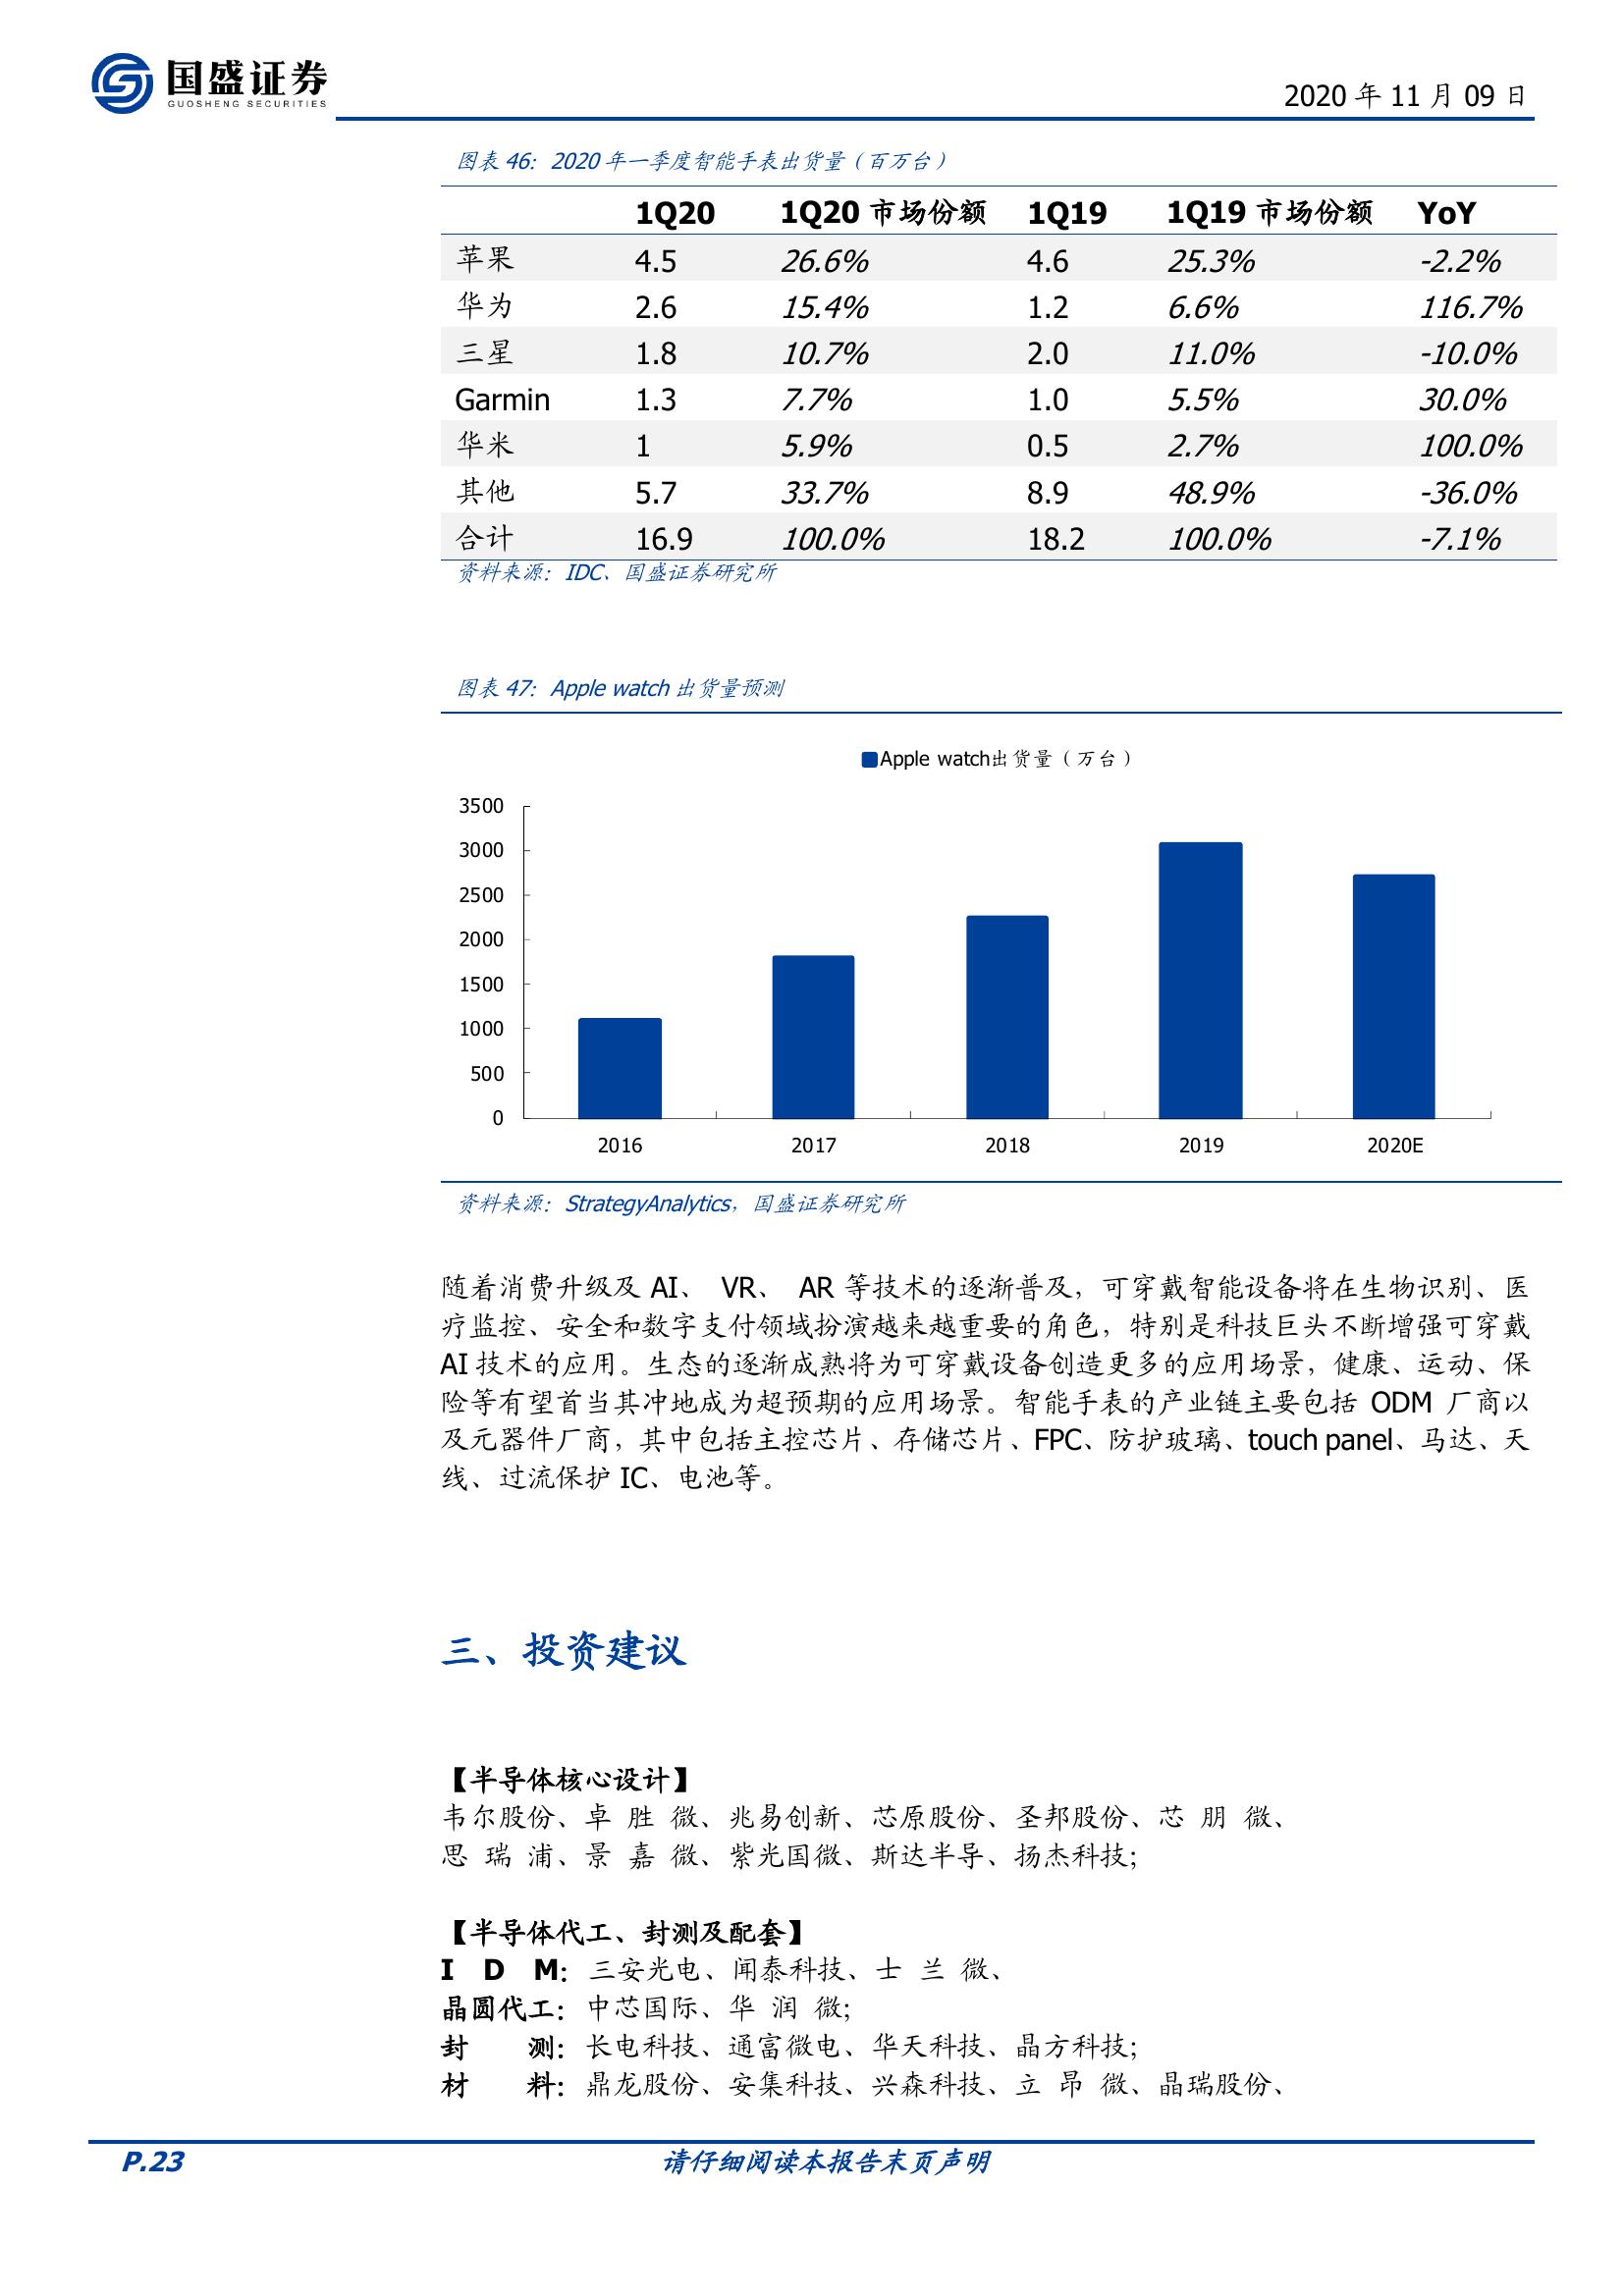 国盛证券
GUOSHENG SECURITIES
2020 年 11 月 09 日
图表 46：2020 年一季度智能手表出货量（百万台）
1Q20 1Q20 市场份额 1Q19 1Q19 市场份额 YoY
苹果 4.5 26.6% 4.6 25.3% -2.2%
华为 2.6 15.4% 1.2 6.6% 116.7%
三星 1.8 10.7% 2.0 11.0% -10.0%
Garmin 1.3 7.7% 1.0 5.5% 30.0%
华米 1 5.9% 0.5 2.7% 100.0%
其他 5.7 33.7% 8.9 48.9% -36.0%
合计 16.9 100.0% 18.2 100.0% -7.1%
资料来源：IDC、国盛证券研究所
图表 47：Apple watch 出货量预测
Apple watch出货量（万台）
3500
3000
2500
2000
1500
1000
500
0
2016 2017 2018 2019 2020E
资料来源：StrategyAnalytics，国盛证券研究所
随着消费升级及 AI、 VR、 AR 等技术的逐渐普及，可穿戴智能设备将在生物识别、医
疗监控、安全和数字支付领域扮演越来越重要的角色，特别是科技巨头不断增强可穿戴
AI 技术的应用。生态的逐渐成熟将为可穿戴设备创造更多的应用场景，健康、运动、保
险等有望首当其冲地成为超预期的应用场景。智能手表的产业链主要包括 ODM 厂商以
及元器件厂商，其中包括主控芯片、存储芯片、FPC、防护玻璃、touch panel、马达、天
线、过流保护 IC、电池等。
三、投资建议
【半导体核心设计】
韦尔股份、卓 胜 微、兆易创新、芯原股份、圣邦股份、芯 朋 微、
思 瑞 浦、景 嘉 微、紫光国微、斯达半导、扬杰科技；
【半导体代工、封测及配套】
I D M：三安光电、闻泰科技、士 兰 微、
晶圆代工：中芯国际、华 润 微；
封 测：长电科技、通富微电、华天科技、晶方科技；
材 料：鼎龙股份、安集科技、兴森科技、立 昂 微、晶瑞股份、
P.23 请仔细阅读本报告末页声明